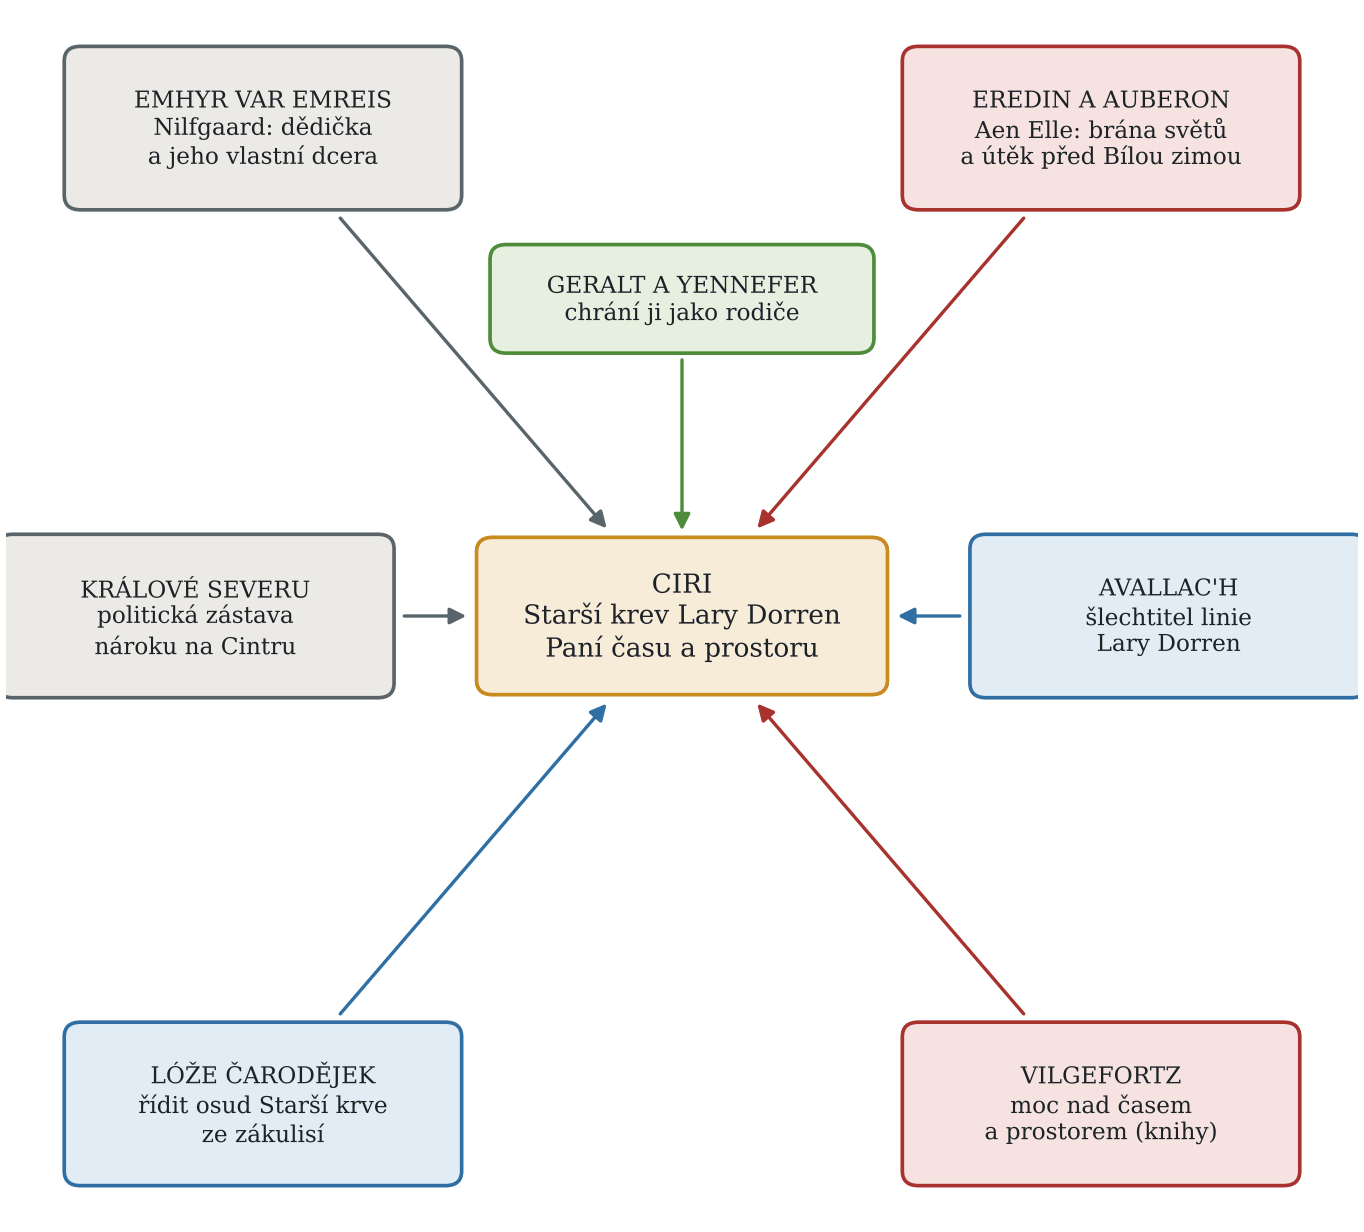 EMHYR VAR EMREIS
Nilfgaard: dědička
a jeho vlastní dcera
EREDIN A AUBERON
Aen Elle: brána světů
a útěk před Bílou zimou
GERALT A YENNEFER
chrání ji jako rodiče
KRÁLOVÉ SEVERU
politická zástava
nároku na Cintru
CIRI
Starší krev Lary Dorren
Paní času a prostoru
AVALLAC'H
šlechtitel linie
Lary Dorren
LÓŽE ČARODĚJEK
řídit osud Starší krve
ze zákulisí
VILGEFORTZ
moc nad časem
a prostorem (knihy)